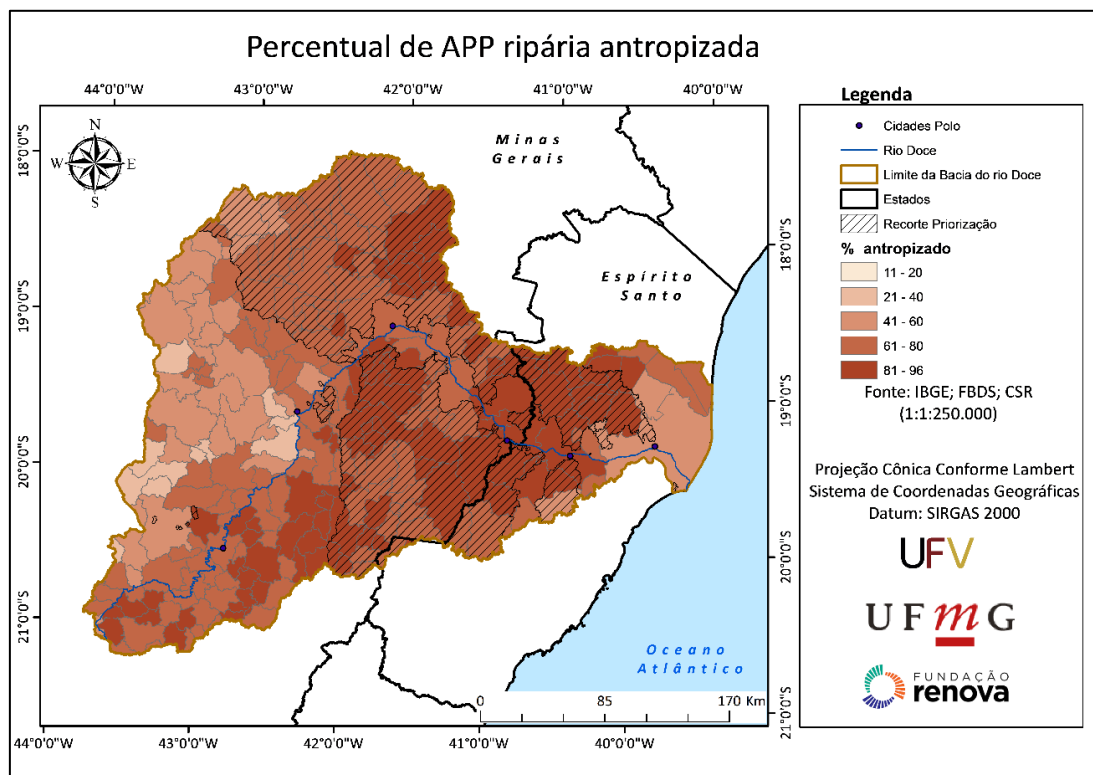 Percentual de APP ripária antropizada
44°0'0"W 43°0'0"W 42°0'0"W 41°0'0"W 40°0'0"W
N
W E
S
18°0'0"S
19°0'0"S
20°0'0"S
21°0'0"S
Minas
Gerais
Espírito
Santo
Oceano
Atlântico
0 85 170 Km
18°0'0"S
19°0'0"S
20°0'0"S
21°0'0"S
44°0'0"W 43°0'0"W 42°0'0"W 41°0'0"W 40°0'0"W
Legenda
Cidades Polo
Rio Doce
Limite da Bacia do rio Doce
Estados
Recorte Priorização
% antropizado
11 - 20
21 - 40
41 - 60
61 - 80
81 - 96
Fonte: IBGE; FBDS; CSR
(1:1:250.000)
Projeção Cônica Conforme Lambert
Sistema de Coordenadas Geográficas
Datum: SIRGAS 2000
UFV
UFmG
FUNDAÇÃO
renova